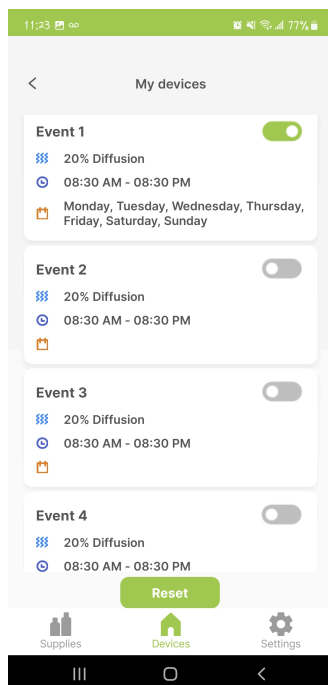 11:23
77%
My devices
Event 1
20% Diffusion
08:30 AM - 08:30 PM
Monday, Tuesday, Wednesday, Thursday,
Friday, Saturday, Sunday
Event 2
20% Diffusion
08:30 AM - 08:30 PM
Event 3
20% Diffusion
08:30 AM - 08:30 PM
Event 4
20% Diffusion
08:30 AM - 08:30 PM
Reset
Supplies
Devices
Settings